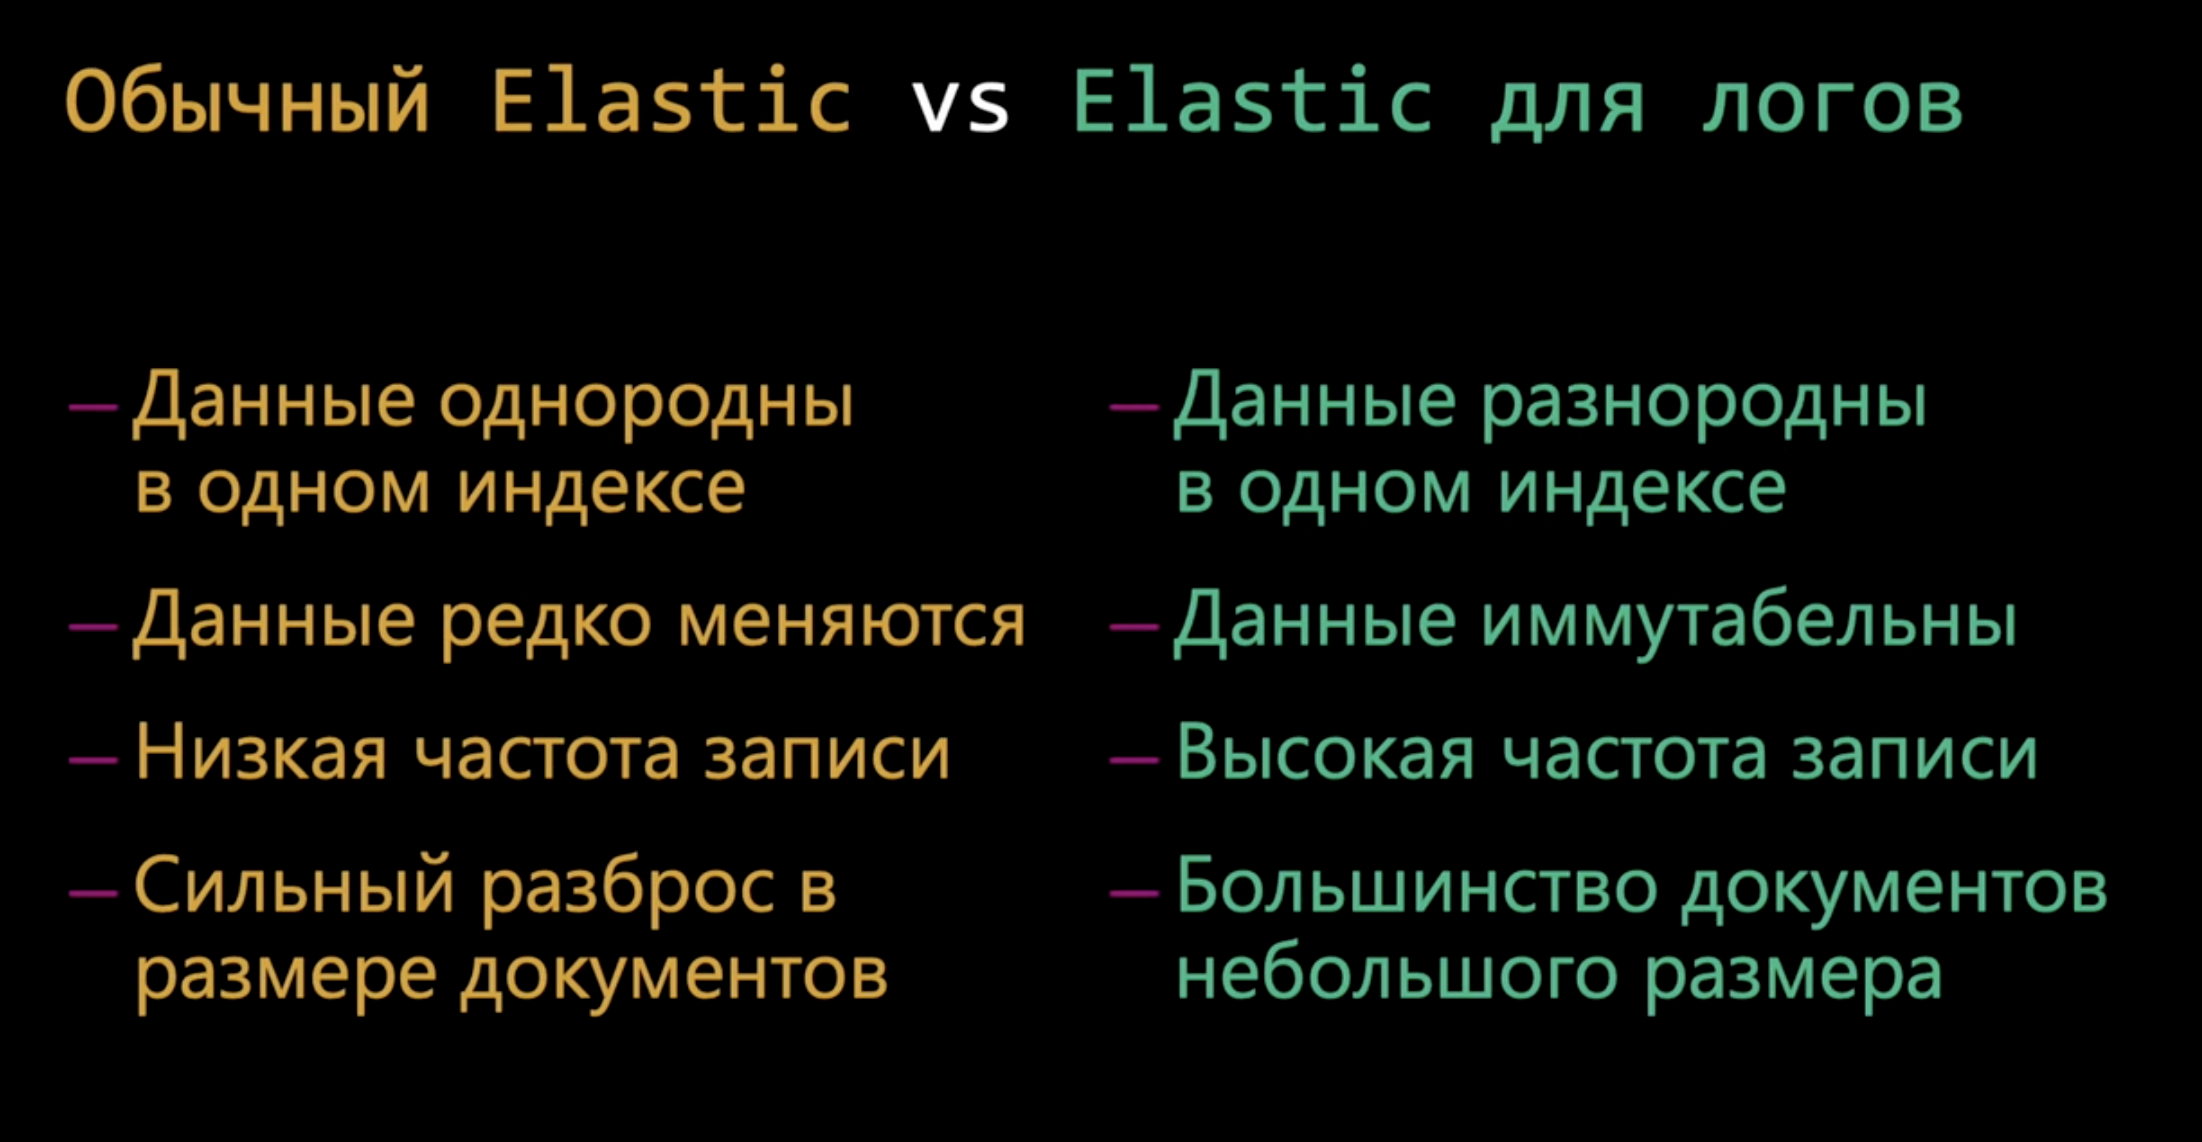 Обычный Elastic vs Elastic для логов
— Данные однородны
в одном индексе
— Данные редко меняются
— Низкая частота записи
— Сильный разброс в
размере документов
— Данные разнородны
в одном индексе
— Данные иммутабельны
— Высокая частота записи
— Большинство документов
небольшого размера